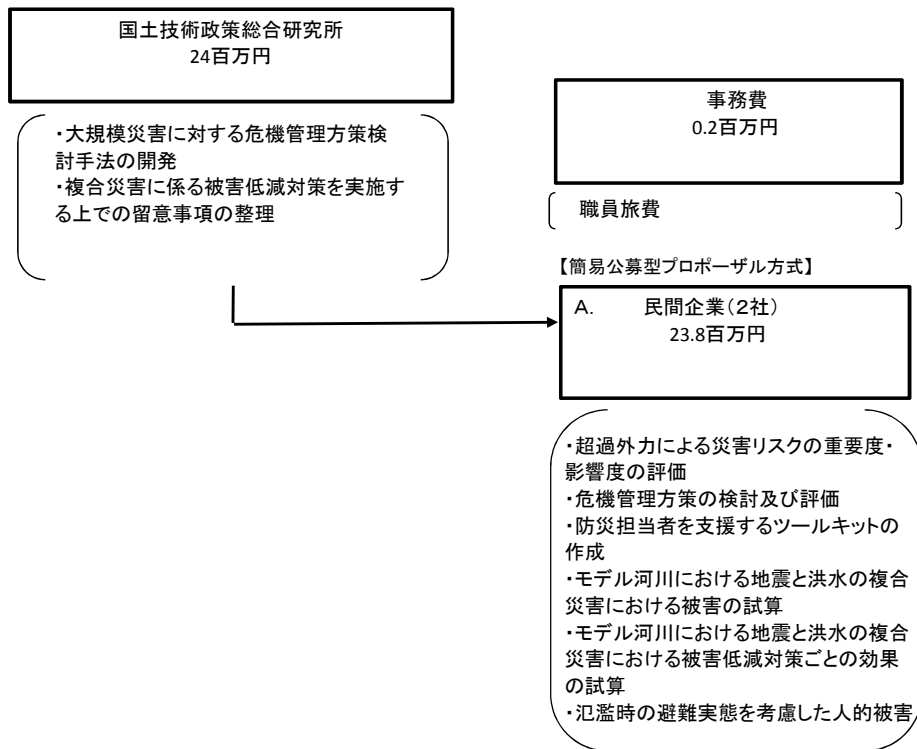 国土技術政策総合研究所
24百万円
・大規模災害に対する危機管理方策検
討手法の開発
・複合災害に係る被害低減対策を実施す
る上での留意事項の整理
事務費
0.2百万円
職員旅費
【簡易公募型プロポーザル方式】
A. 民間企業(2社)
23.8百万円
・超過外力による災害リスクの重要度・
影響度の評価
・危機管理方策の検討及び評価
・防災担当者を支援するツールキットの
作成
・モデル河川における地震と洪水の複合
災害における被害の試算
・モデル河川における地震と洪水の複合
災害における被害低減対策ごとの効果
の試算
・氾濫時の避難実態を考慮した人的被害